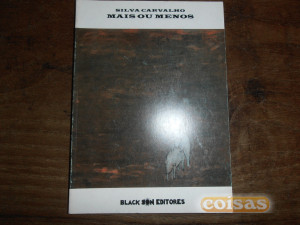 SILVA CARVALHO
MAIS OU MENOS
BLACK SUN EDITORES
coisas